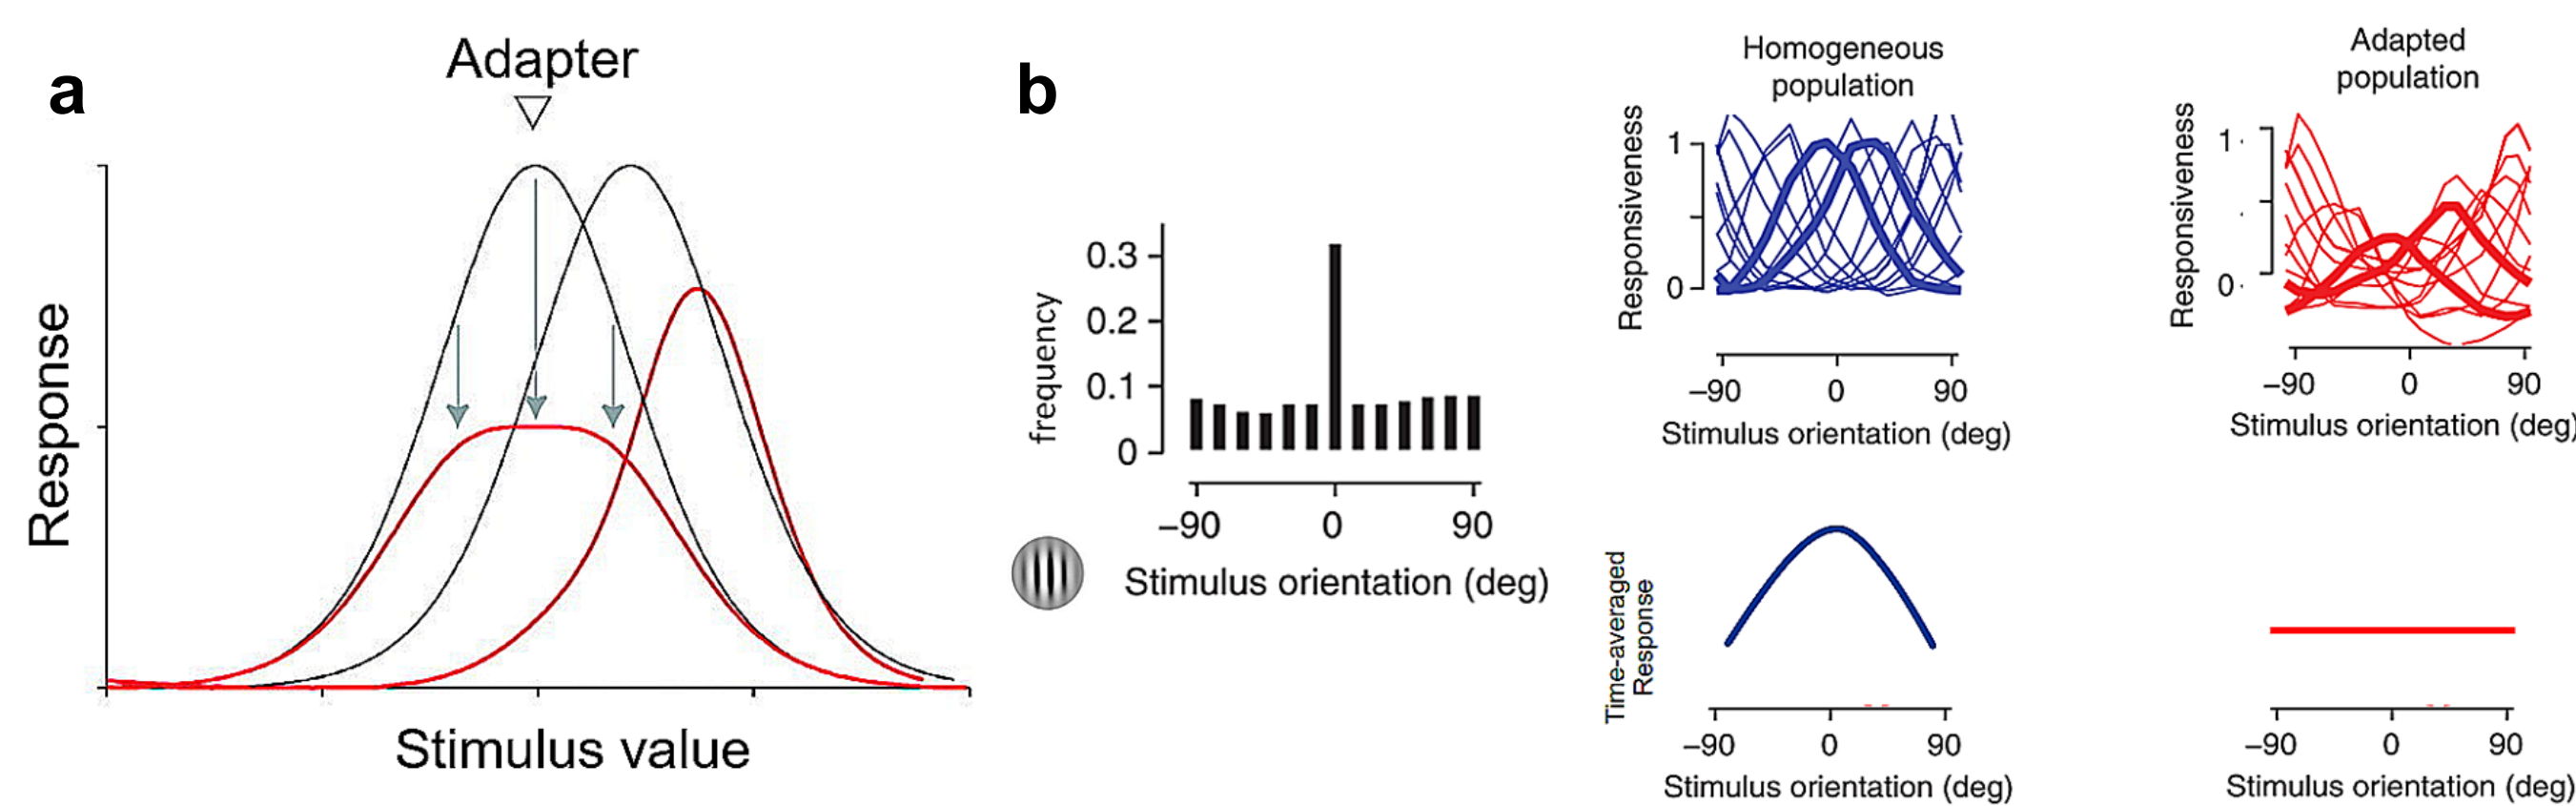 a
Adapter
Response
Stimulus value
b
frequency
0.3
0.2
0.1
0
−90 0 90
Stimulus orientation (deg)
Homogeneous
population
Responsiveness
1
0
−90 0 90
Stimulus orientation (deg)
Adapted
population
Responsiveness
1
0
−90 0 90
Stimulus orientation (deg)
Time-averaged
Response
−90 0 90
Stimulus orientation (deg)
−90 0 90
Stimulus orientation (deg)